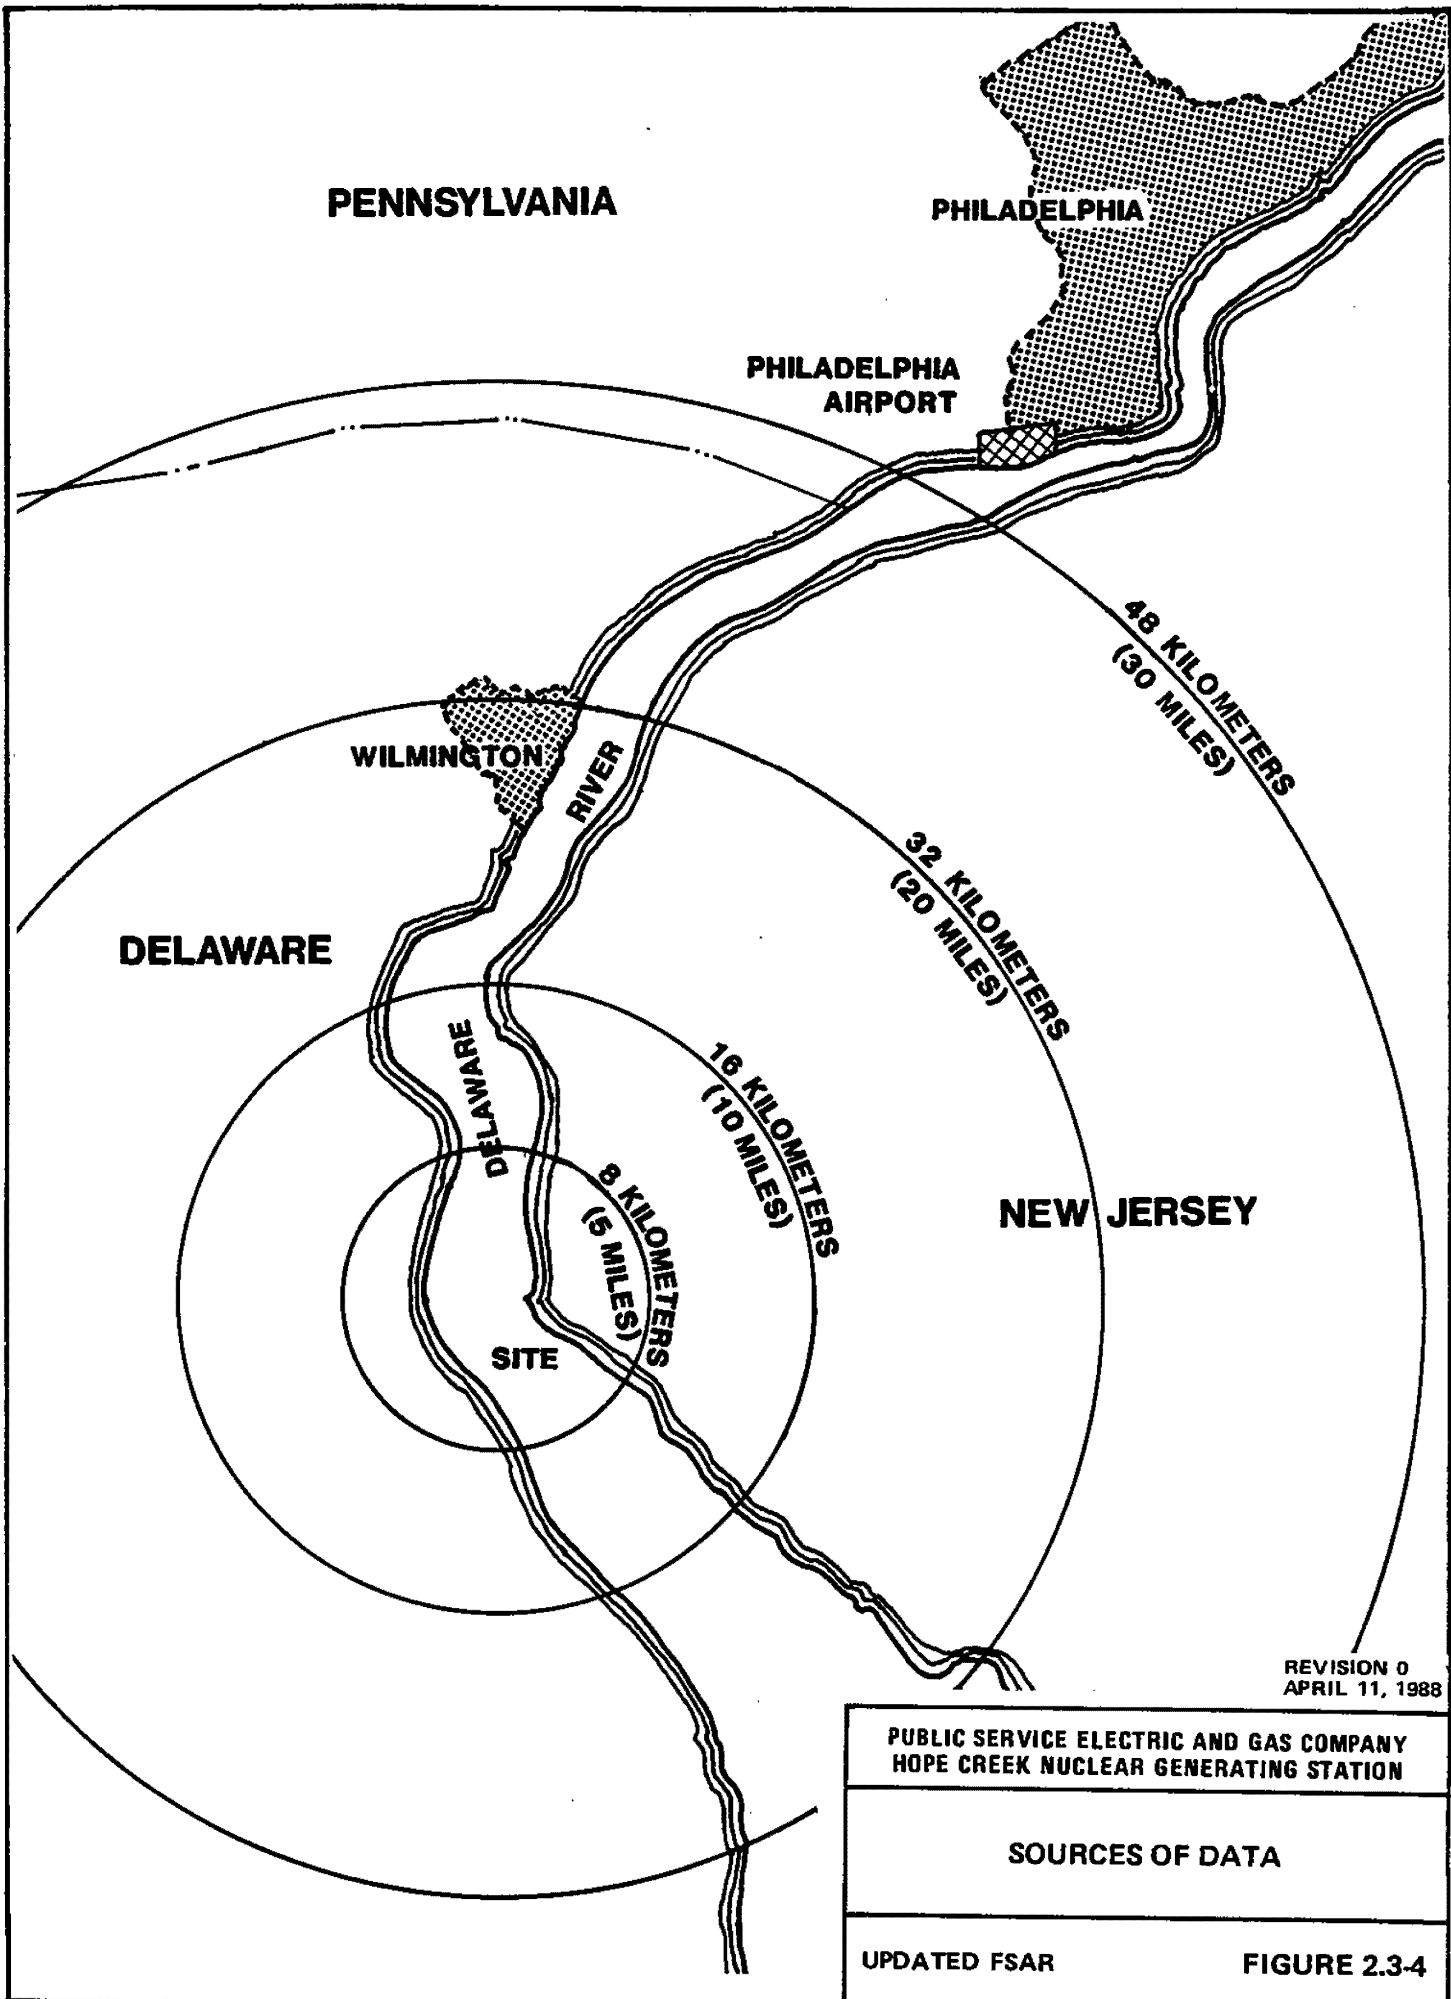 PENNSYLVANIA
PHILADELPHIA
PHILADELPHIA
AIRPORT
48 KILOMETERS
(30 MILES)
WILMINGTON
RIVER
32 KILOMETERS
(20 MILES)
DELAWARE
DELAWARE
16 KILOMETERS
(10 MILES)
8 KILOMETERS
(5 MILES)
NEW JERSEY
SITE
REVISION 0
APRIL 11, 1988
PUBLIC SERVICE ELECTRIC AND GAS COMPANY
HOPE CREEK NUCLEAR GENERATING STATION
SOURCES OF DATA
UPDATED FSAR
FIGURE 2.3-4